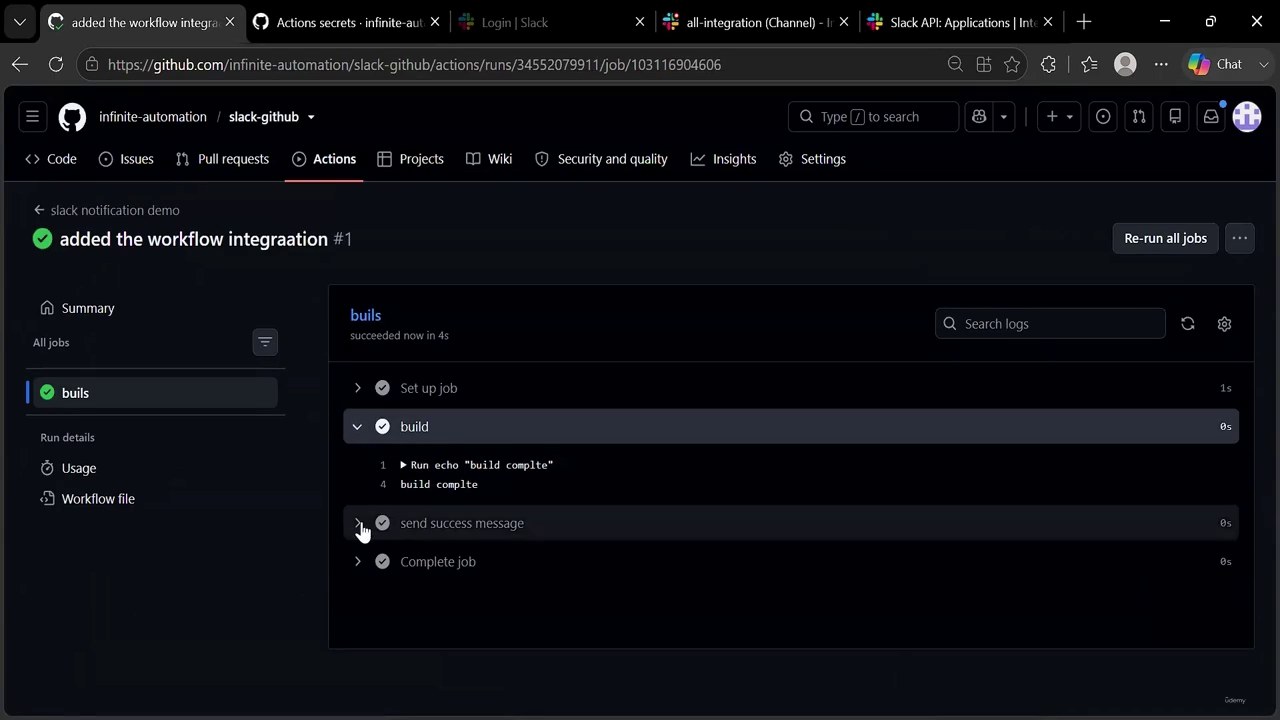 added the workflow integra
Actions secrets · infinite-aut
Login | Slack
all-integration (Channel) - I
Slack API: Applications | Int
https://github.com/infinite-automation/slack-github/actions/runs/34552079911/job/103116904606
Chat
infinite-automation / slack-github
Type / to search
Code
Issues
Pull requests
Actions
Projects
Wiki
Security and quality
Insights
Settings
slack notification demo
added the workflow integraation #1
Re-run all jobs
Summary
All jobs
buils
Run details
Usage
Workflow file
buils
succeeded now in 4s
Search logs
Set up job 1s
build 0s
1 Run echo "build complte"
4 build complte
send success message 0s
Complete job 0s
ûdemy